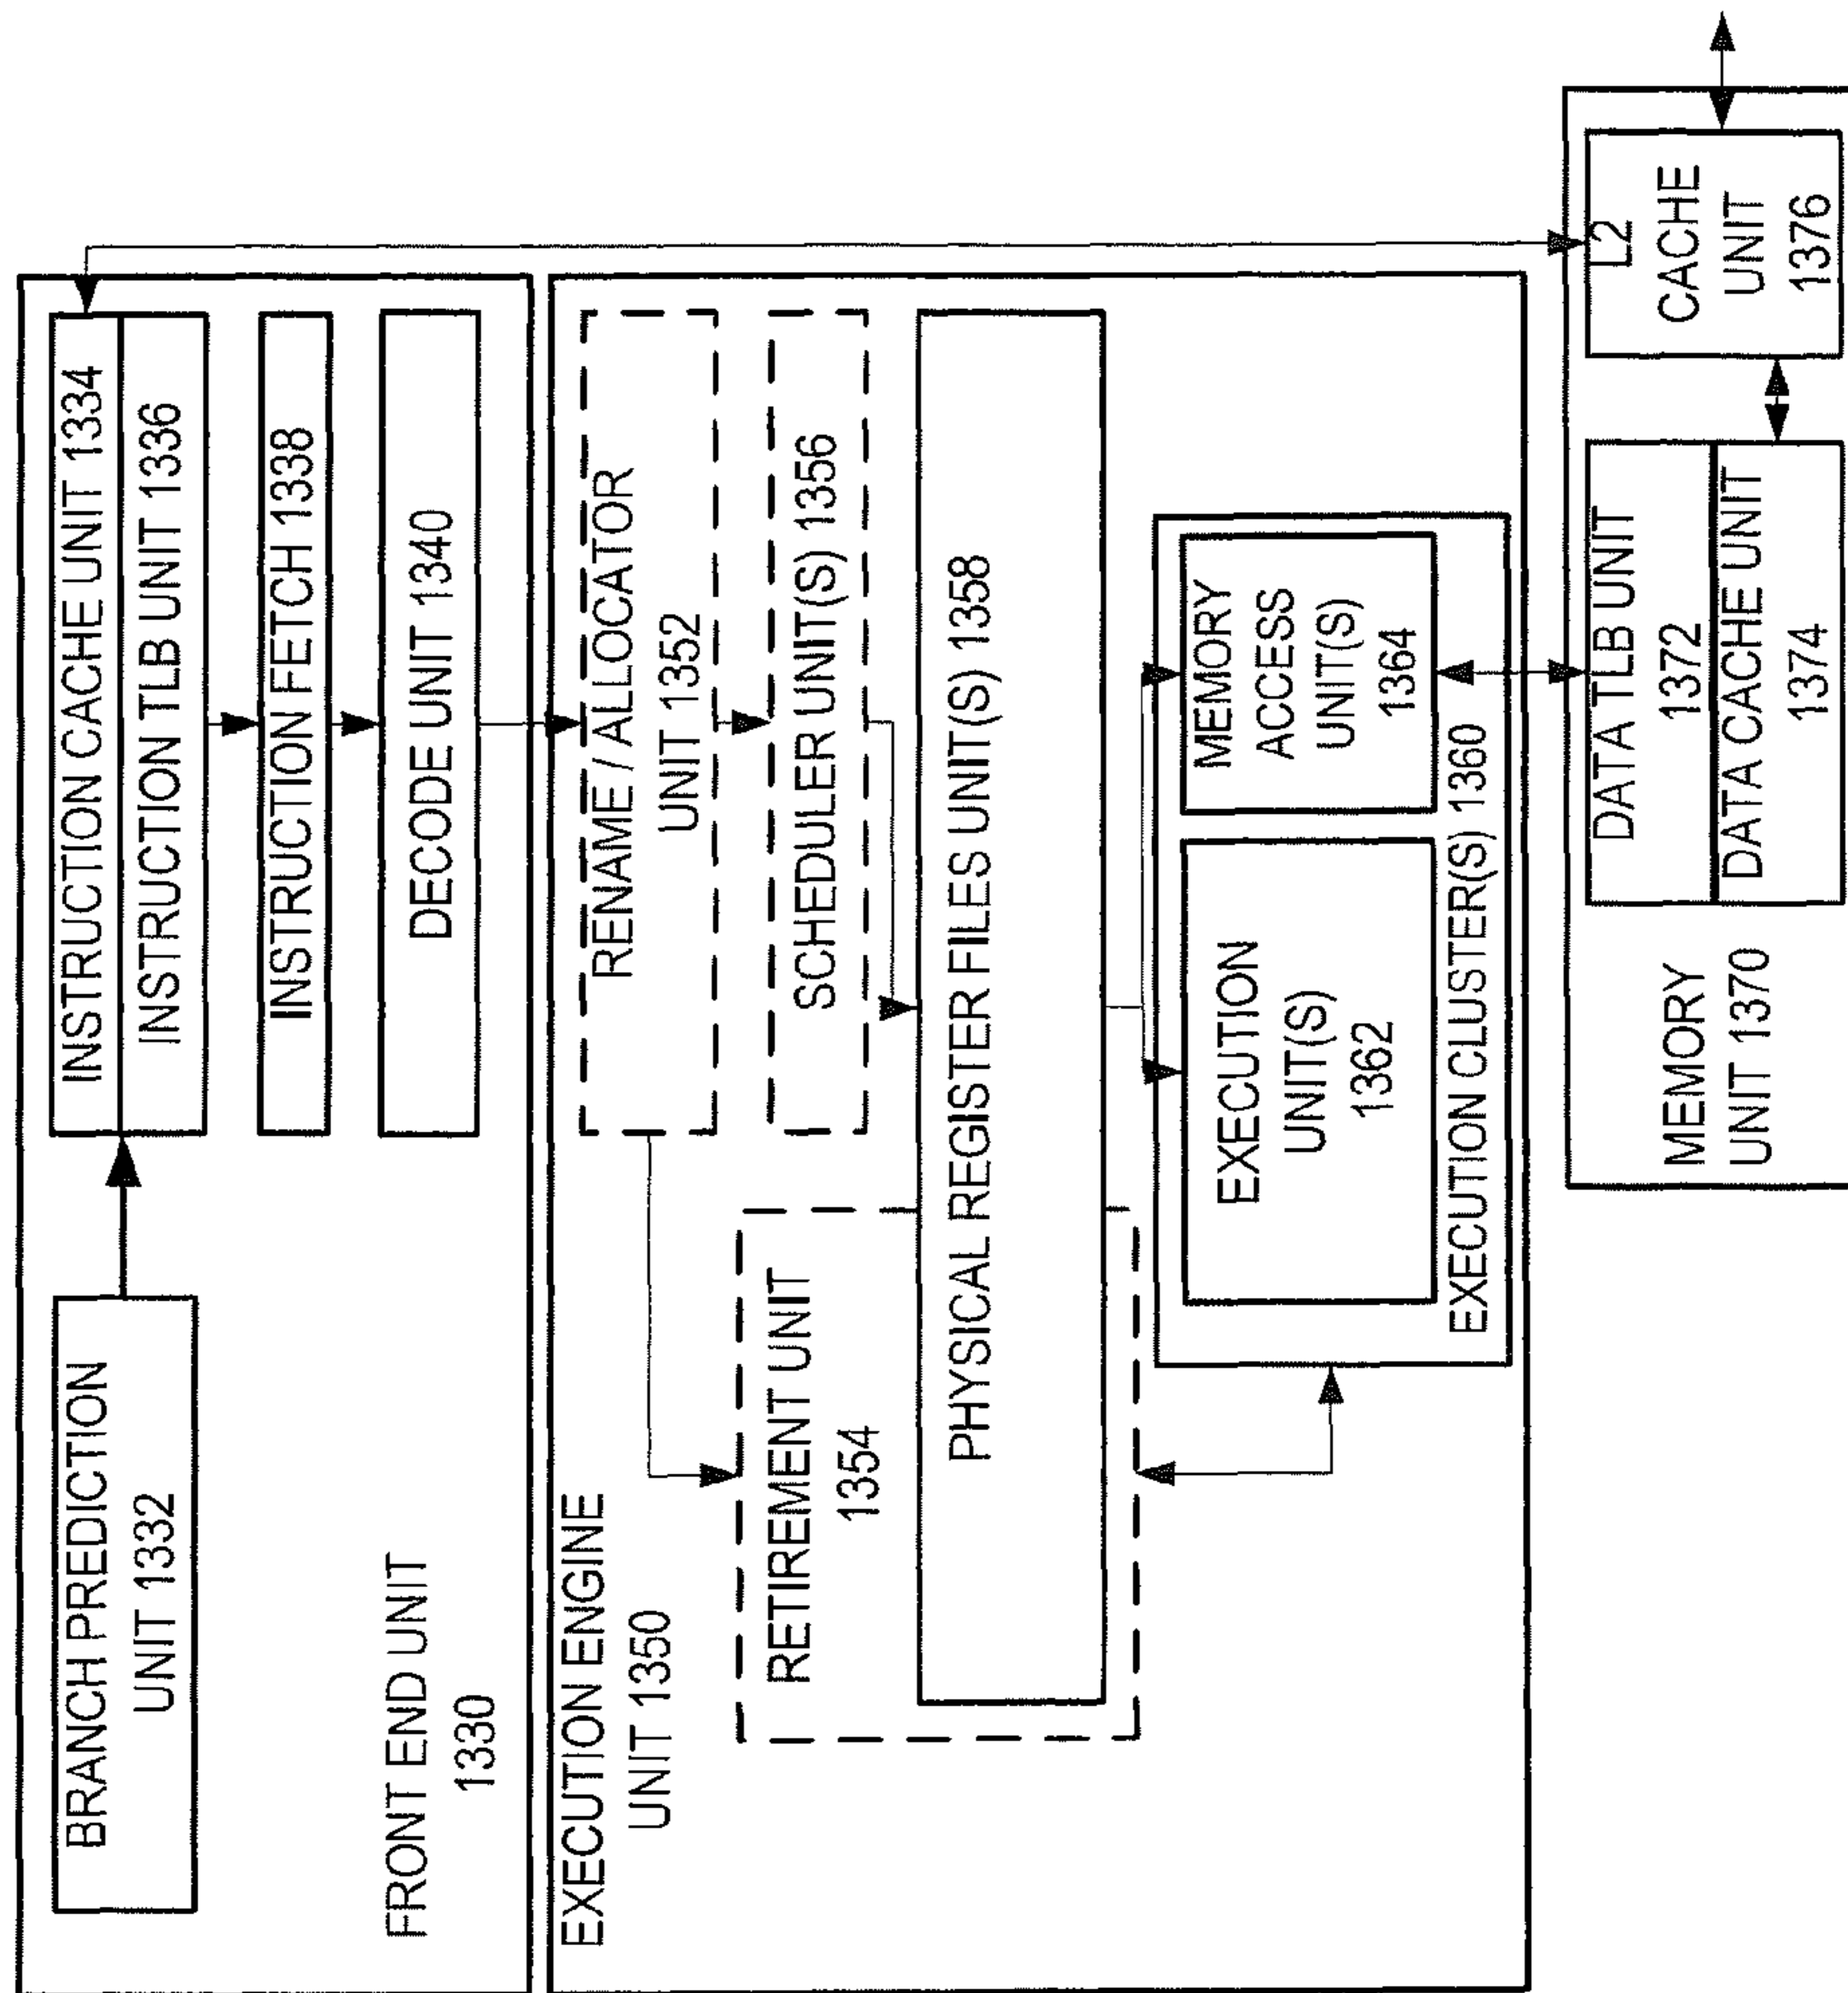 BRANCH PREDICTION
UNIT 1332
INSTRUCTION CACHE UNIT 1334
INSTRUCTION TLB UNIT 1336
INSTRUCTION FETCH 1338
DECODE UNIT 1340
FRONT END UNIT
1330
EXECUTION ENGINE
UNIT 1350
RENAME / ALLOCATOR
UNIT 1352
RETIREMENT UNIT
1354
SCHEDULER UNIT(S) 1356
PHYSICAL REGISTER FILES UNIT(S) 1358
EXECUTION
UNIT(S)
1362
MEMORY
ACCESS
UNIT(S)
1364
EXECUTION CLUSTER(S) 1360
MEMORY
UNIT 1370
DATA TLB UNIT
1372
DATA CACHE UNIT
1374
L2
CACHE
UNIT
1376